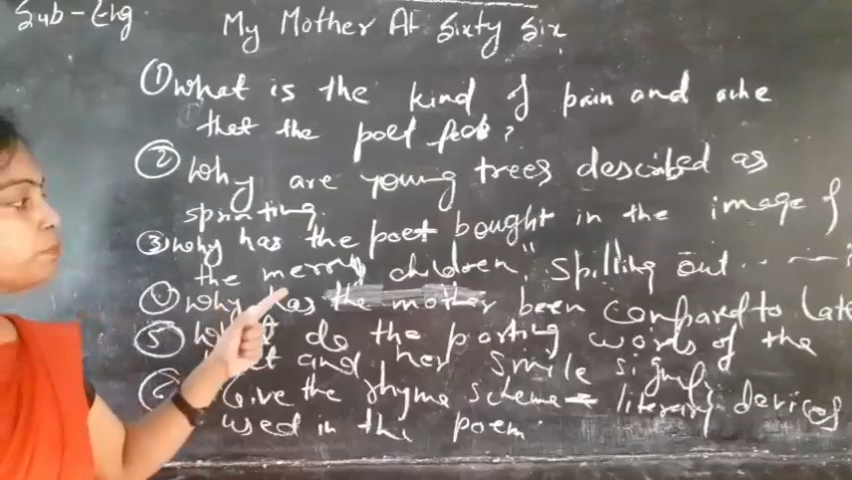 Sub-Eng
My Mother At Sixty Six
① What is the kind of pain and ache
that the poet feels?
② Why are young trees described as
sprinting.
③ Why has the poet bought in the image of
the merry children, "spilling out..
④ Why has the mother been compared to late
⑤ What do the parting words of the
and her smile signify
⑥ Give the rhyme scheme literary devices
used in this poem.